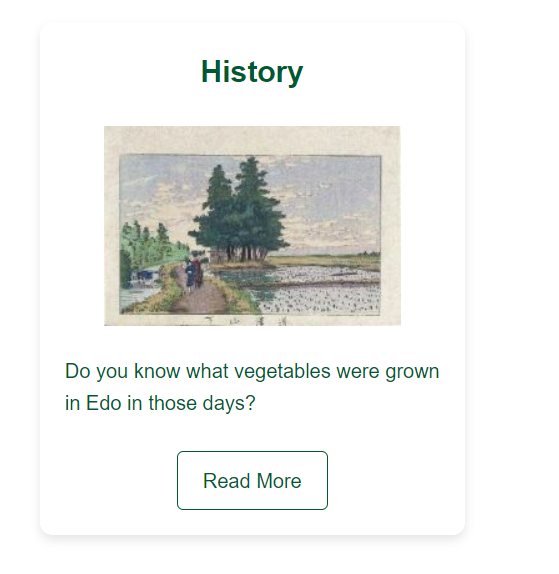 History
Do you know what vegetables were grown
in Edo in those days?
Read More